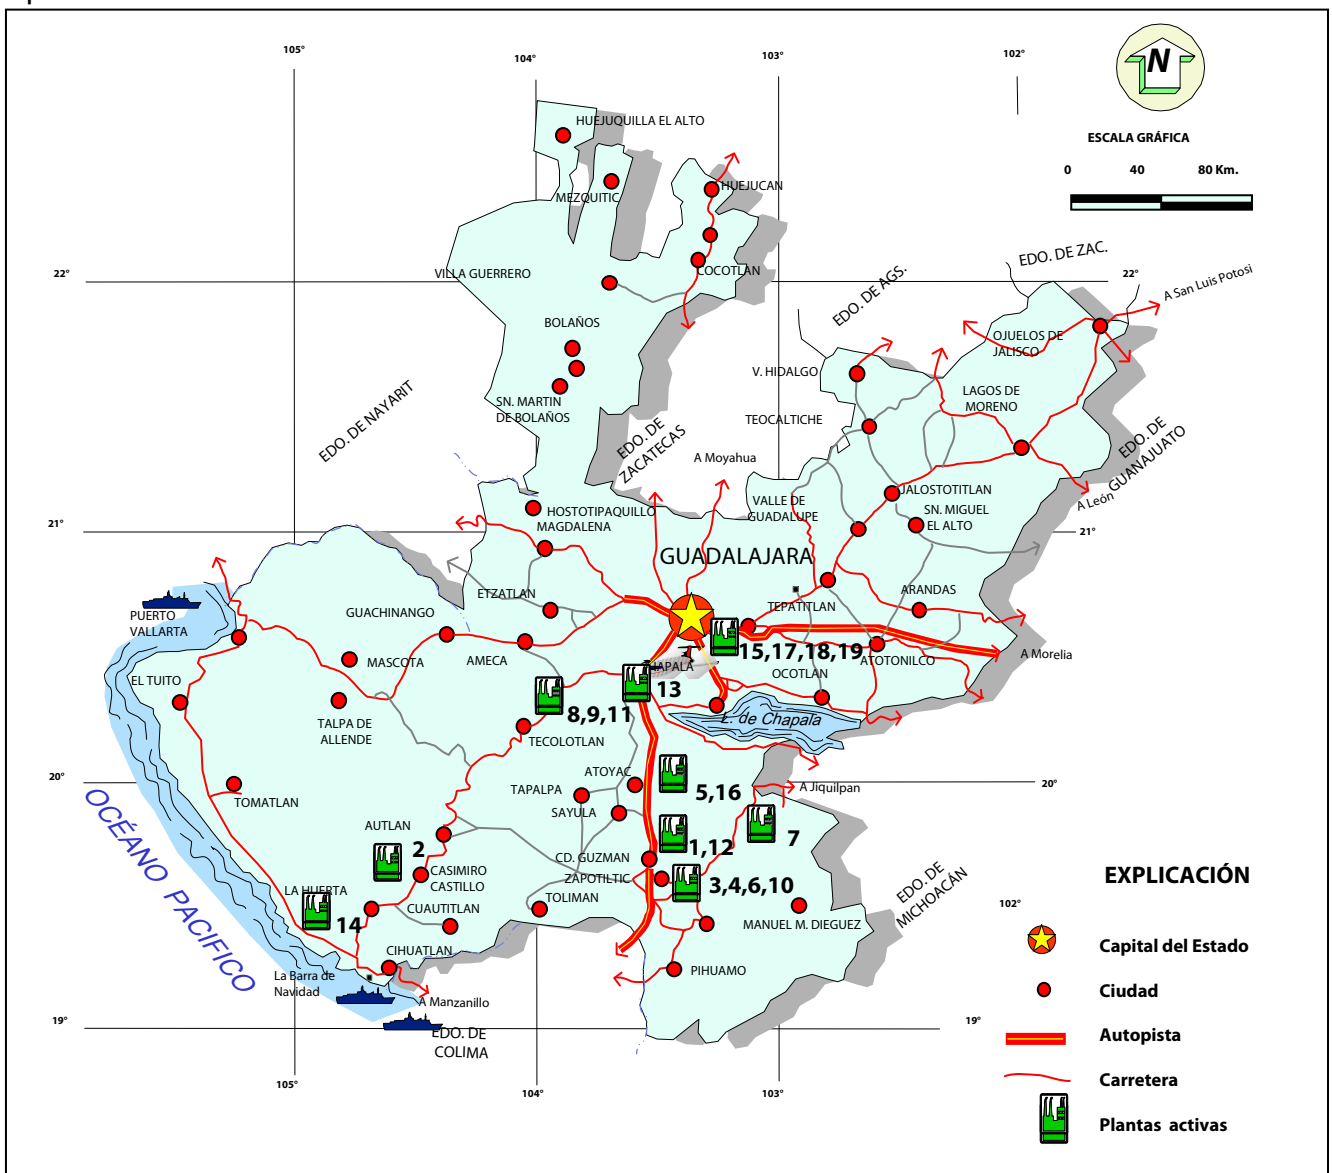 105°
104°
103°
102°
N
ESCALA GRÁFICA
0 40 80 Km.
HUEJUQUILLA EL ALTO
MEZQUITIC
HUEJUCAN
COCOTLAN
VILLA GUERRERO
22°
22°
EDO. DE ZAC.
EDO. DE AGS.
A San Luis Potosi
BOLAÑOS
OJUELOS DE
JALISCO
V. HIDALGO
SN. MARTIN
DE BOLAÑOS
LAGOS DE
MORENO
TEOCALTICHE
EDO. DE NAYARIT
EDO. DE
ZACATECAS
EDO. DE
GUANAJUATO
A Moyahua
JALOSTOTITLAN
A León
VALLE DE
GUADALUPE
SN. MIGUEL
EL ALTO
HOSTOTIPAQUILLO
MAGDALENA
21°
21°
GUADALAJARA
ETZATLAN
ARANDAS
TEPATITLAN
GUACHINANGO
PUERTO
VALLARTA
MASCOTA
AMECA
15,17,18,19
ATOTONILCO
A Morelia
OCOTLAN
EL TUITO
13
8,9,11
TALPA DE
ALLENDE
TECOLOTLAN
L. de Chapala
20°
20°
ATOYAC
TAPALPA
SAYULA
5,16
A Jiquilpan
TOMATLAN
AUTLAN
2
1,12
7
CD. GUZMAN
CASIMIRO
CASTILLO
ZAPOTILTIC
3,4,6,10
LA HUERTA
14
CUAUTITLAN
TOLIMAN
MANUEL M. DIEGUEZ
EDO. DE
MICHOACÁN
OCÉANO PACIFICO
CIHUATLAN
La Barra de
Navidad
A Manzanillo
PIHUAMO
EDO. DE
COLIMA
19°
19°
105°
104°
103°
102°
EXPLICACIÓN
Capital del Estado
Ciudad
Autopista
Carretera
Plantas activas